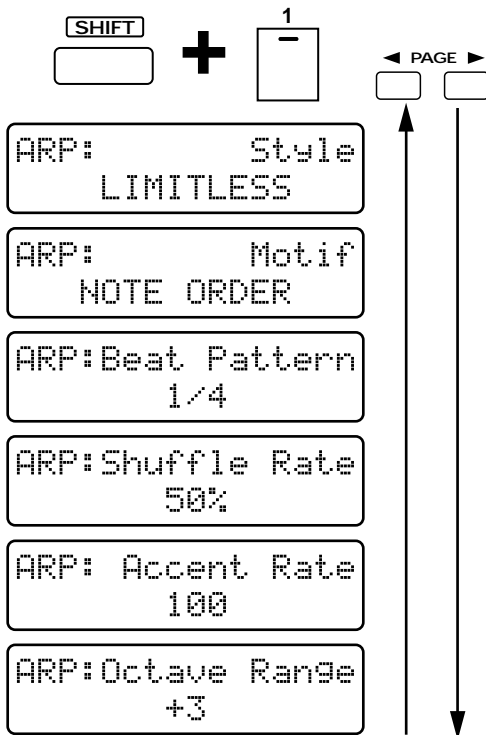 SHIFT
+
1
◄ PAGE ►
ARP: Style
LIMITLESS
ARP: Motif
NOTE ORDER
ARP:Beat Pattern
1/4
ARP:Shuffle Rate
50%
ARP: Accent Rate
100
ARP:Octave Range
+3